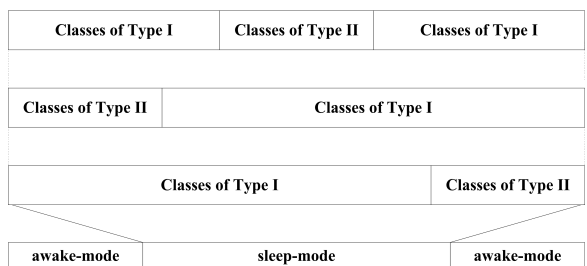 Classes of Type I Classes of Type II Classes of Type I
Classes of Type II Classes of Type I
Classes of Type I Classes of Type II
awake-mode sleep-mode awake-mode